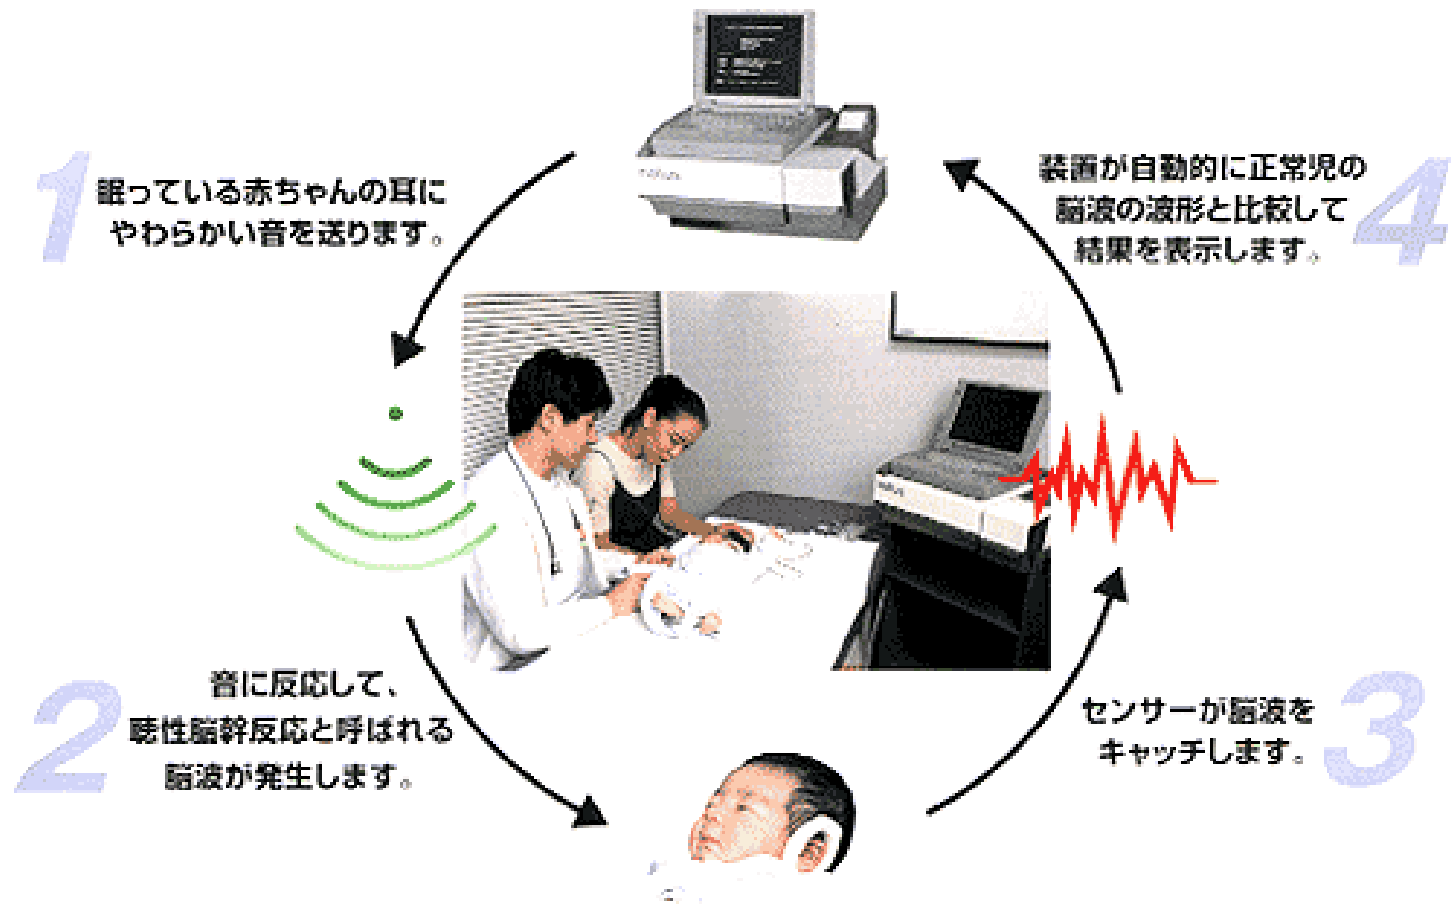 1
眠っている赤ちゃんの耳に
やわらかい音を送ります。
2
音に反応して、
聴性脳幹反応と呼ばれる
脳波が発生します。
3
センサーが脳波を
キャッチします。
4
装置が自動的に正常児の
脳波の波形と比較して
結果を表示します。